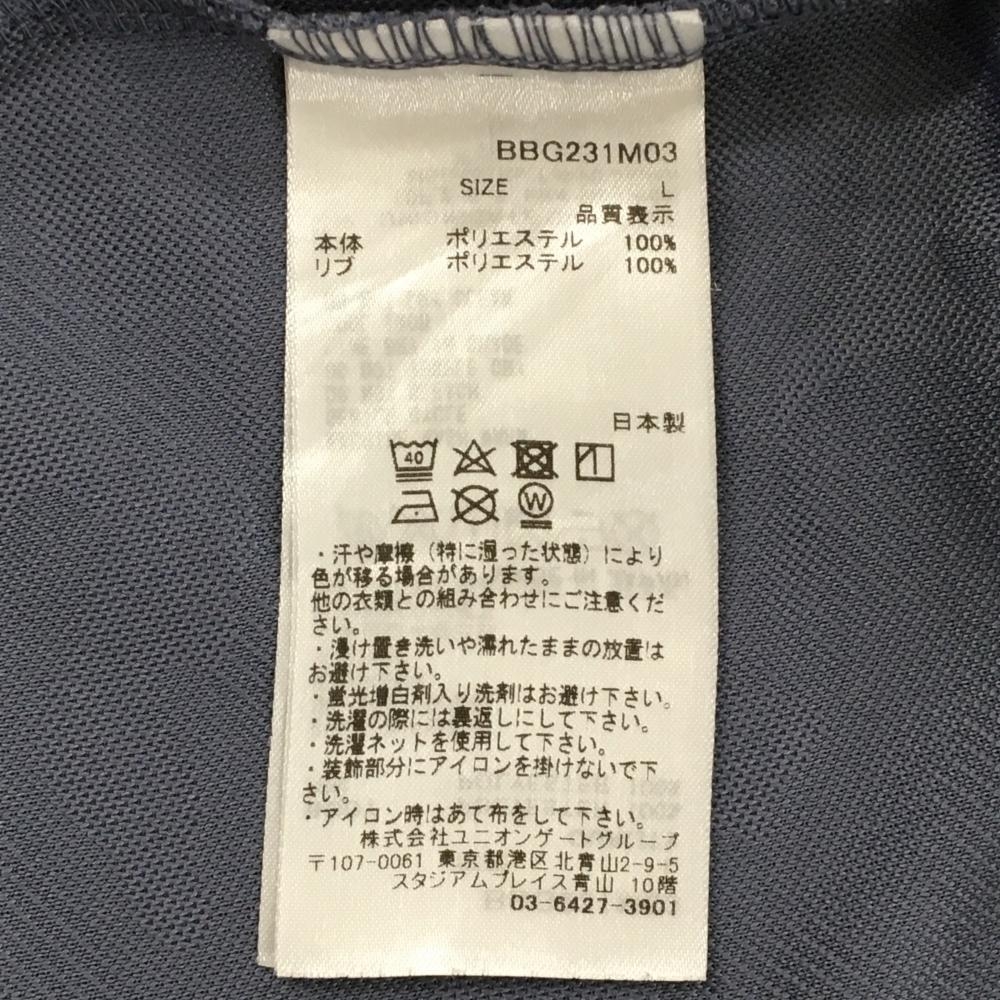 BBG231M03
SIZE L
品質表示
本体 ポリエステル 100%
リブ ポリエステル 100%
日本製
40
W
・汗や摩擦（特に湿った状態）により
色が移る場合があります。
他の衣類との組み合わせにご注意くだ
さい。
・浸け置き洗いや濡れたままの放置は
お避け下さい。
・蛍光増白剤入り洗剤はお避け下さい。
・洗濯の際には裏返しにして下さい。
・洗濯ネットを使用して下さい。
・装飾部分にアイロンを掛けないで下
さい。
・アイロン時はあて布をして下さい。
株式会社ユニオンゲートグループ
〒107-0061 東京都港区北青山2-9-5
スタジアムプレイス青山 10階
03-6427-3901